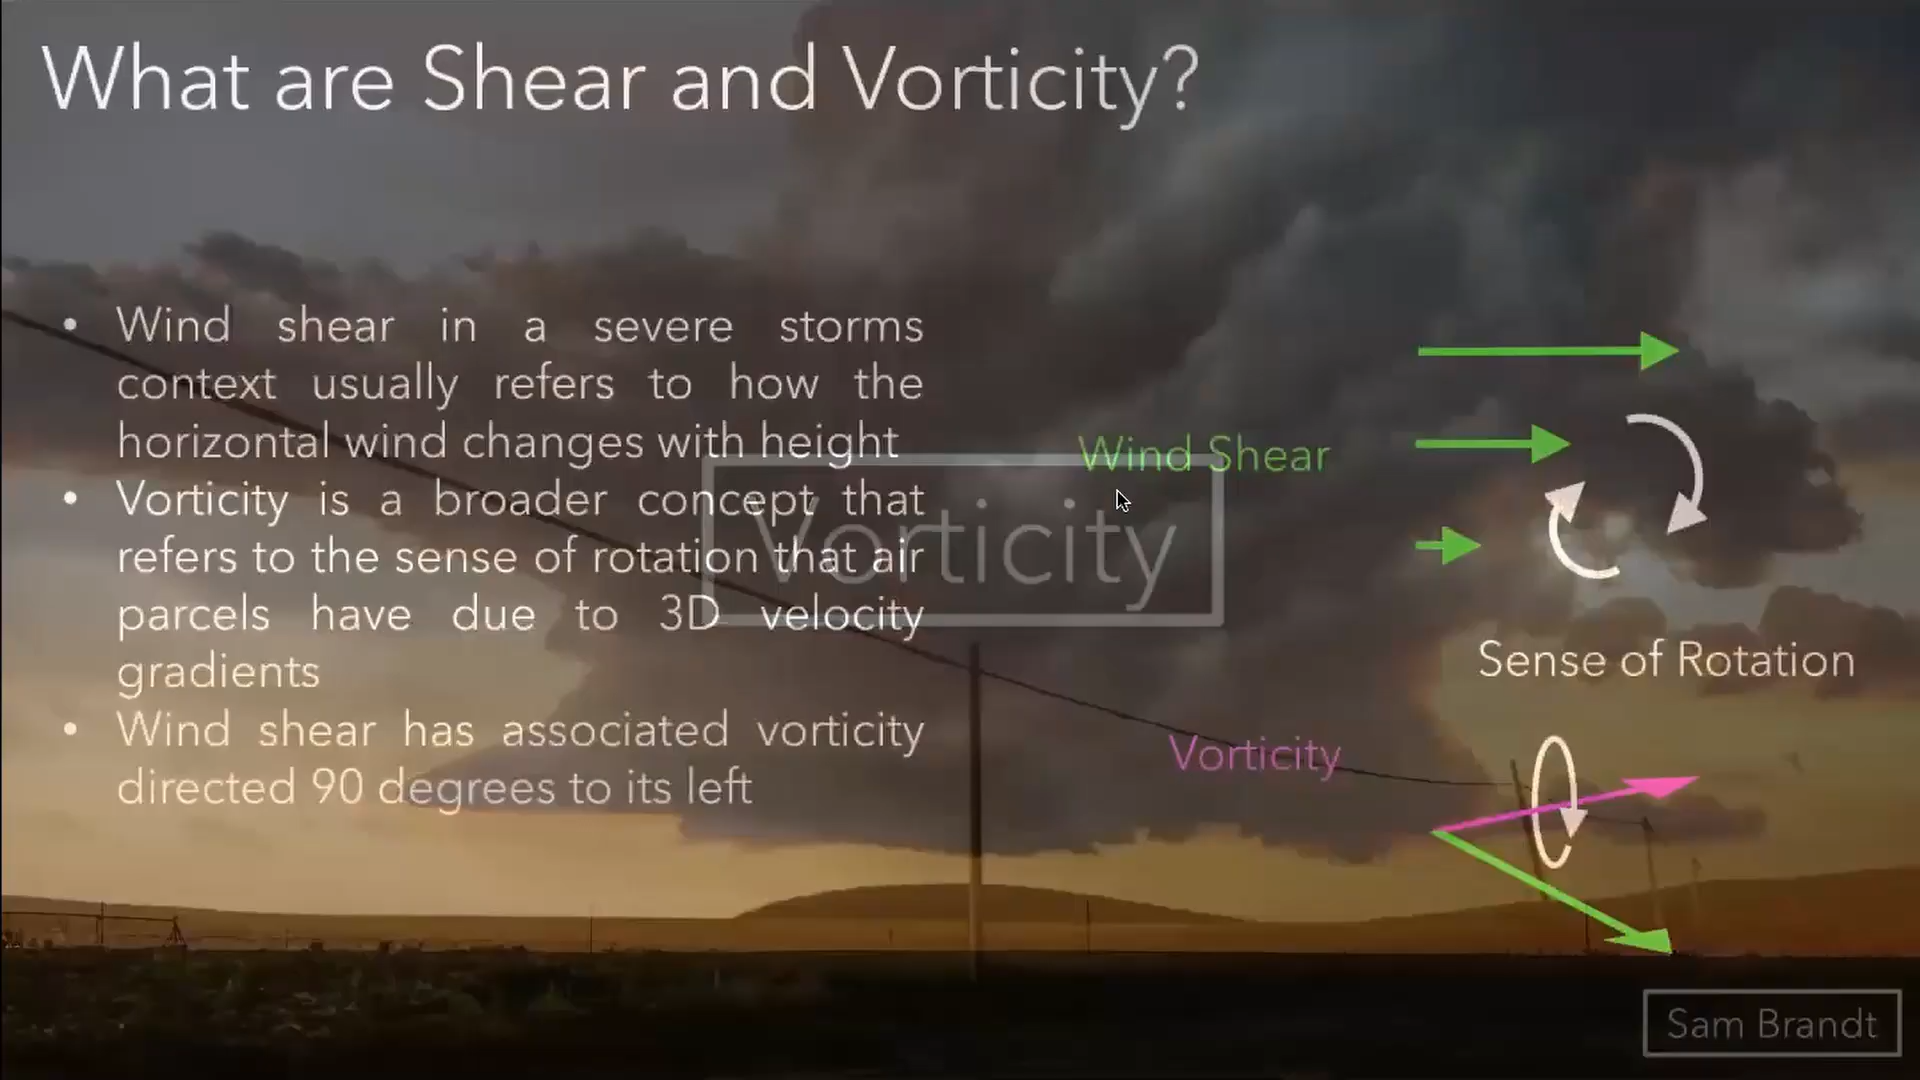 What are Shear and Vorticity?
• Wind shear in a severe storms
context usually refers to how the
horizontal wind changes with height
• Vorticity is a broader concept that
refers to the sense of rotation that air
parcels have due to 3D velocity
gradients
• Wind shear has associated vorticity
directed 90 degrees to its left
Wind Shear
Vorticity
Sense of Rotation
Vorticity
Sam Brandt